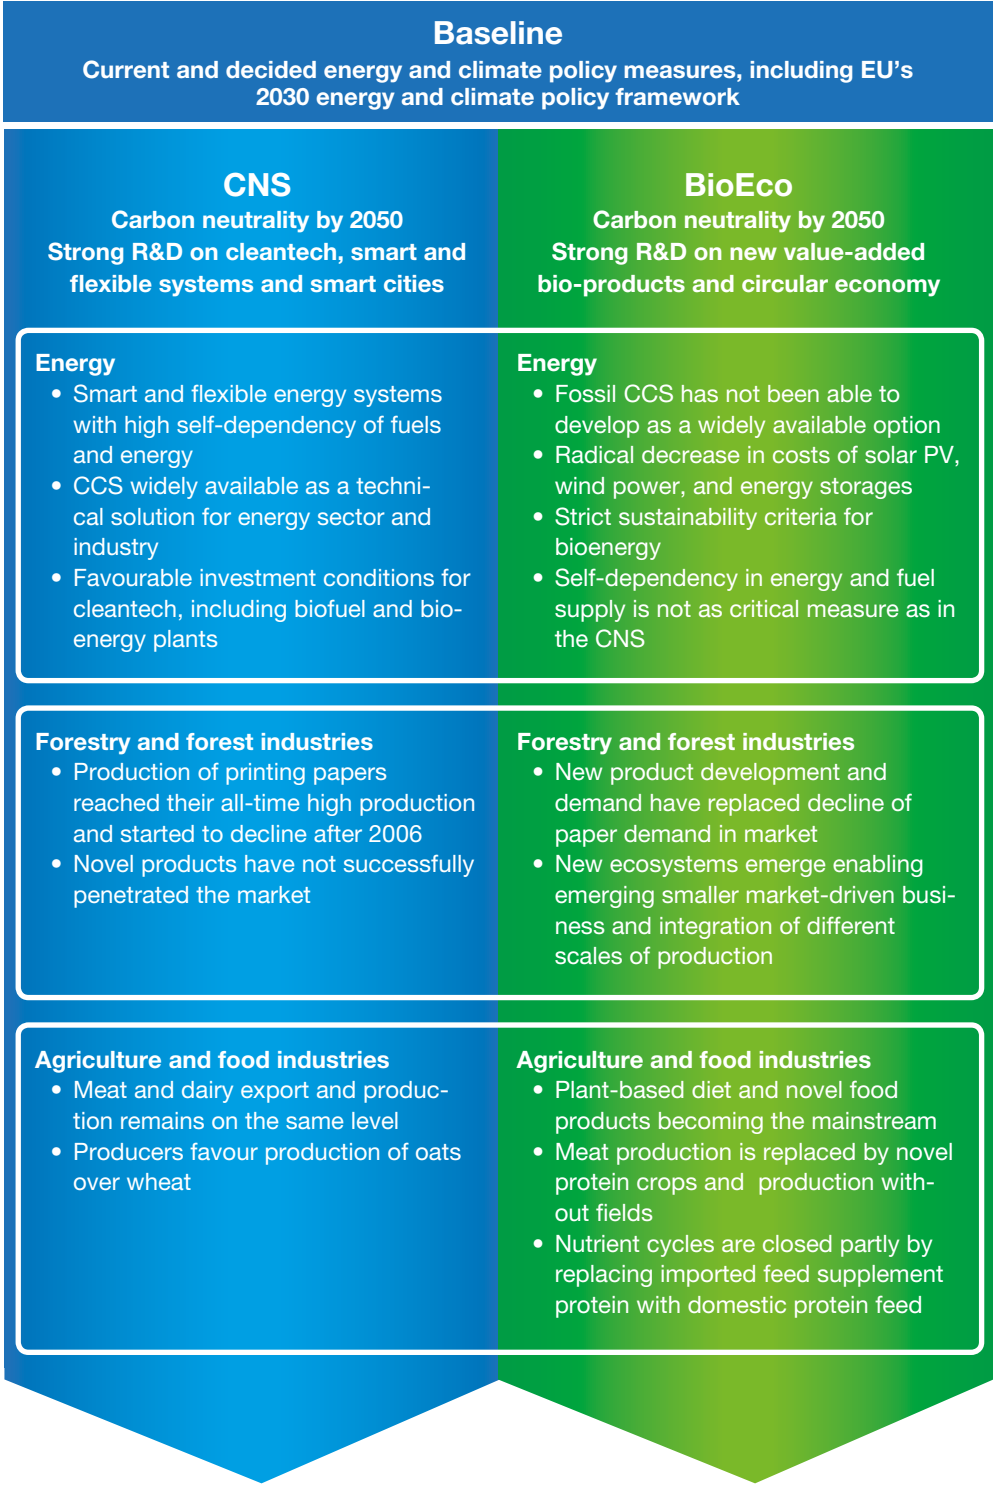 Baseline
Current and decided energy and climate policy measures, including EU's
2030 energy and climate policy framework
CNS
Carbon neutrality by 2050
Strong R&D on cleantech, smart and
flexible systems and smart cities
Energy
• Smart and flexible energy systems
with high self-dependency of fuels
and energy
• CCS widely available as a techni-
cal solution for energy sector and
industry
• Favourable investment conditions for
cleantech, including biofuel and bio-
energy plants
Forestry and forest industries
• Production of printing papers
reached their all-time high production
and started to decline after 2006
• Novel products have not successfully
penetrated the market
Agriculture and food industries
• Meat and dairy export and produc-
tion remains on the same level
• Producers favour production of oats
over wheat
BioEco
Carbon neutrality by 2050
Strong R&D on new value-added
bio-products and circular economy
Energy
• Fossil CCS has not been able to
develop as a widely available option
• Radical decrease in costs of solar PV,
wind power, and energy storages
• Strict sustainability criteria for
bioenergy
• Self-dependency in energy and fuel
supply is not as critical measure as in
the CNS
Forestry and forest industries
• New product development and
demand have replaced decline of
paper demand in market
• New ecosystems emerge enabling
emerging smaller market-driven busi-
ness and integration of different
scales of production
Agriculture and food industries
• Plant-based diet and novel food
products becoming the mainstream
• Meat production is replaced by novel
protein crops and  production with-
out fields
• Nutrient cycles are closed partly by
replacing imported feed supplement
protein with domestic protein feed